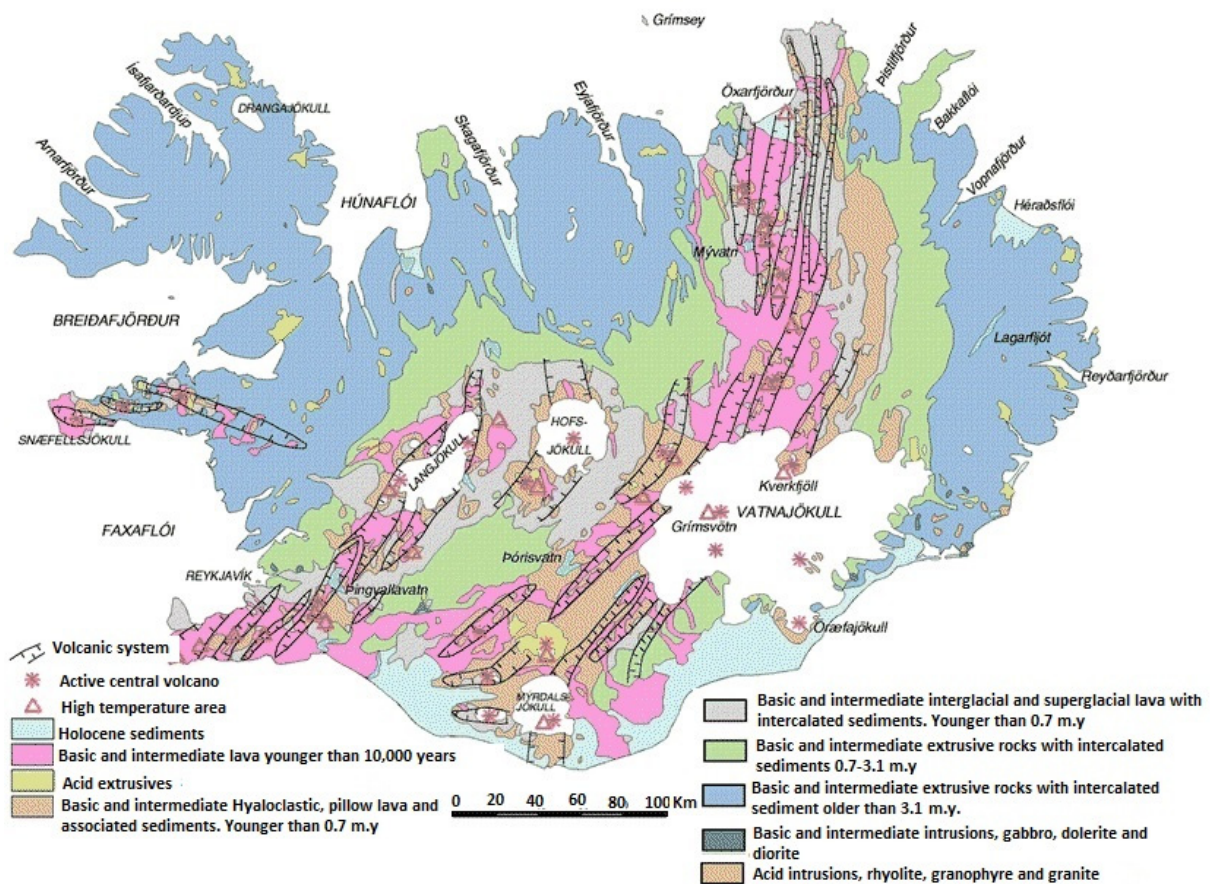 Grímsey
Ísafjarðardjúp
DRANGAJÖKULL
Arnarfjörður
HÚNAFLÓI
Skagafjörður
Eyjafjörður
Öxarfjörður
Þistilfjörður
Bakkaflói
Vopnafjörður
Héraðsflói
Mývatn
BREIÐAFJÖRÐUR
Lagarfljót
Reyðarfjörður
SNÆFELLSJÖKULL
LANGJÖKULL
HOFS-
JÖKULL
Kverkfjöll
VATNAJÖKULL
Grímsvötn
FAXAFLÓI
Þórisvatn
REYKJAVÍK
Þingvallavatn
Öræfajökull
MÝRDALS-
JÖKULL
Volcanic system
Active central volcano
High temperature area
Holocene sediments
Basic and intermediate lava younger than 10,000 years
Acid extrusives
Basic and intermediate Hyaloclastic, pillow lava and
associated sediments. Younger than 0.7 m.y
0 20 40 60 80 100 Km
Basic and intermediate interglacial and superglacial lava with
intercalated sediments. Younger than 0.7 m.y
Basic and intermediate extrusive rocks with intercalated
sediments 0.7-3.1 m.y
Basic and intermediate extrusive rocks with intercalated
sediment older than 3.1 m.y.
Basic and intermediate intrusions, gabbro, dolerite and
diorite
Acid intrusions, rhyolite, granophyre and granite